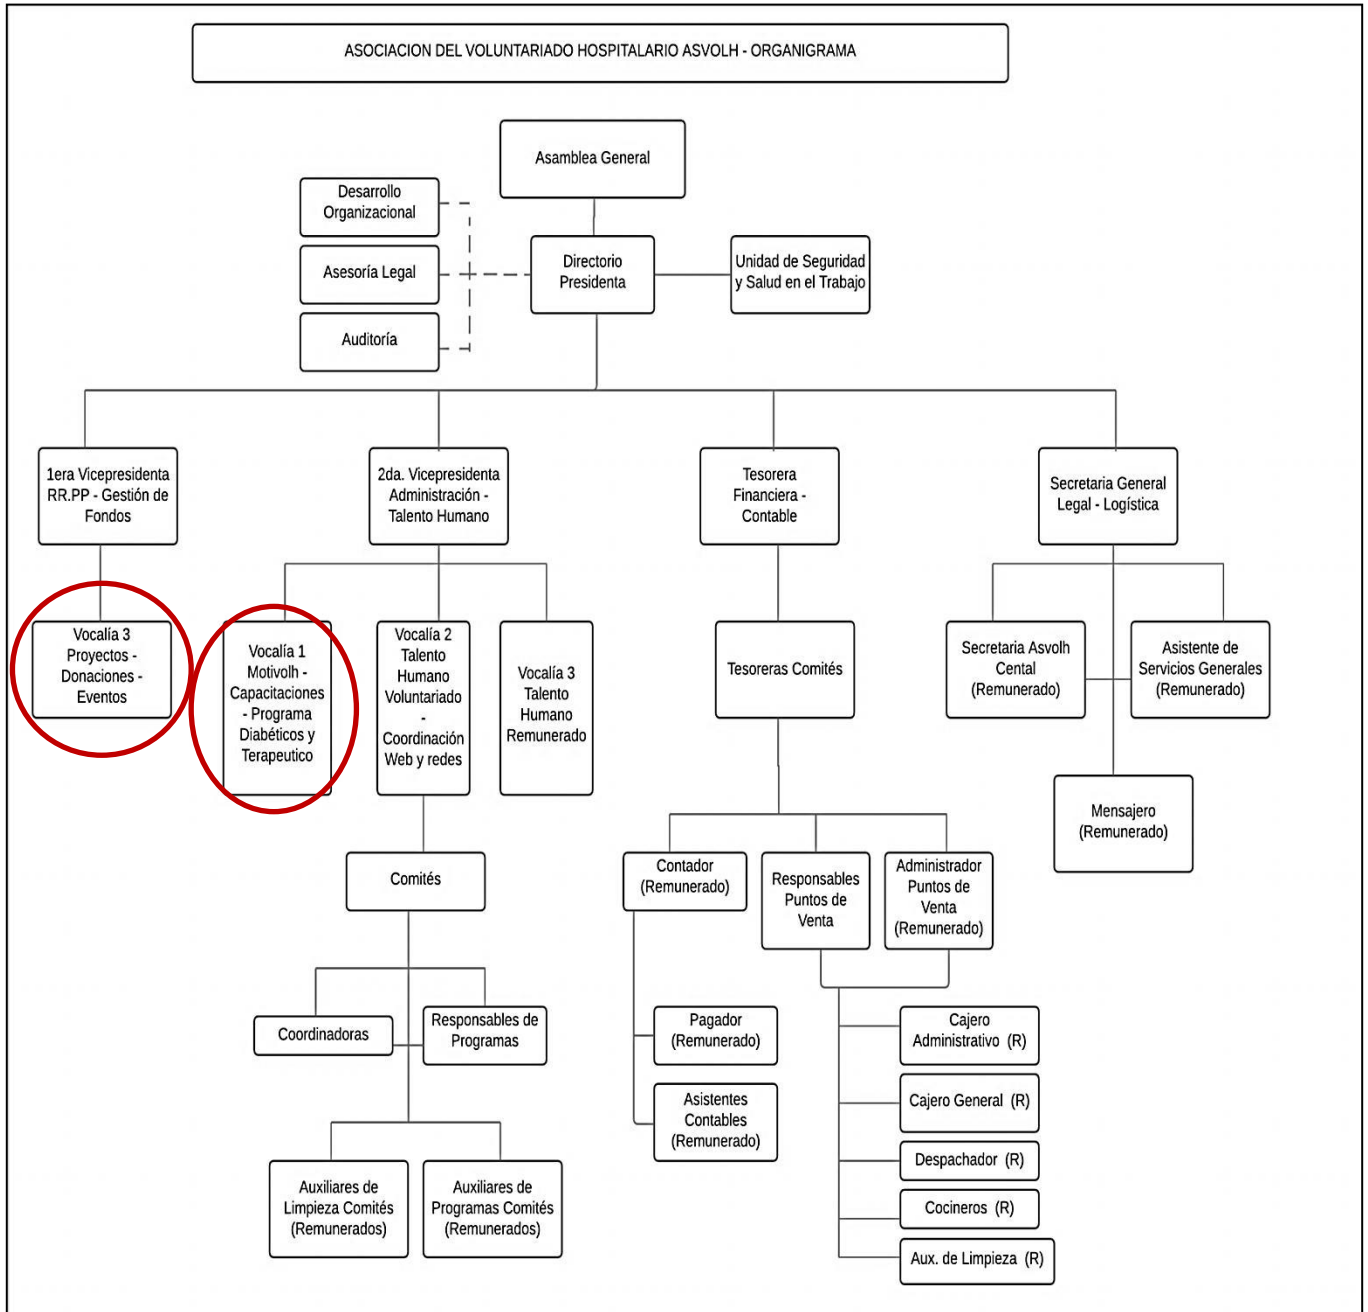 ASOCIACION DEL VOLUNTARIADO HOSPITALARIO ASVOLH - ORGANIGRAMA
Asamblea General
Desarrollo
Organizacional
Asesoría Legal
Auditoría
Directorio
Presidenta
Unidad de Seguridad
y Salud en el Trabajo
1era Vicepresidenta
RR.PP - Gestión de
Fondos
2da. Vicepresidenta
Administración -
Talento Humano
Tesorera
Financiera -
Contable
Secretaria General
Legal - Logística
Vocalía 3
Proyectos -
Donaciones -
Eventos
Vocalía 1
Motivolh -
Capacitaciones
- Programa
Diabéticos y
Terapeutico
Vocalía 2
Talento
Humano
Voluntariado
-
Coordinación
Web y redes
Vocalía 3
Talento
Humano
Remunerado
Tesoreras Comités
Secretaria Asvolh
Cental
(Remunerado)
Asistente de
Servicios Generales
(Remunerado)
Mensajero
(Remunerado)
Comités
Contador
(Remunerado)
Responsables
Puntos de
Venta
Administrador
Puntos de
Venta
(Remunerado)
Coordinadoras
Responsables de
Programas
Pagador
(Remunerado)
Asistentes
Contables
(Remunerado)
Cajero
Administrativo (R)
Cajero General (R)
Despachador (R)
Cocineros (R)
Aux. de Limpieza (R)
Auxiliares de
Limpieza Comités
(Remunerados)
Auxiliares de
Programas Comités
(Remunerados)